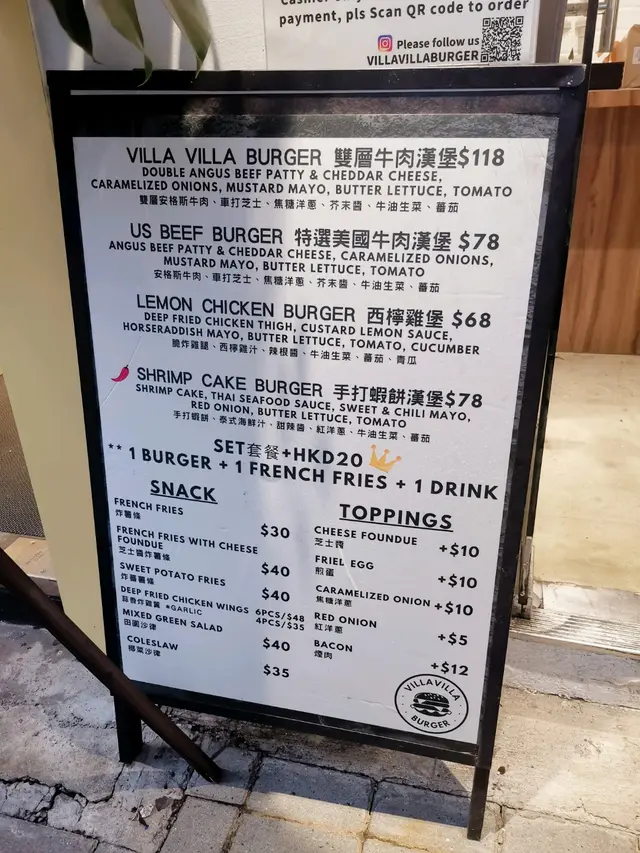 payment, pls Scan QR code to order
Please follow us
VILLAVILLABURGER
VILLA VILLA BURGER 雙層牛肉漢堡$118
DOUBLE ANGUS BEEF PATTY & CHEDDAR CHEESE,
CARAMELIZED ONIONS, MUSTARD MAYO, BUTTER LETTUCE, TOMATO
雙層安格斯牛肉、車打芝士、焦糖洋蔥、芥末醬、牛油生菜、蕃茄
US BEEF BURGER 特選美國牛肉漢堡 $78
ANGUS BEEF PATTY & CHEDDAR CHEESE, CARAMELIZED ONIONS,
MUSTARD MAYO, BUTTER LETTUCE, TOMATO
安格斯牛肉、車打芝士、焦糖洋蔥、芥末醬、牛油生菜、蕃茄
LEMON CHICKEN BURGER 西檸雞堡 $68
DEEP FRIED CHICKEN THIGH, CUSTARD LEMON SAUCE,
HORSERADDISH MAYO, BUTTER LETTUCE, TOMATO, CUCUMBER
脆炸雞腿、西檸雞汁、辣根醬、牛油生菜、蕃茄、青瓜
SHRIMP CAKE BURGER 手打蝦餅漢堡$78
SHRIMP CAKE, THAI SEAFOOD SAUCE, SWEET & CHILI MAYO,
RED ONION, BUTTER LETTUCE, TOMATO
手打蝦餅、泰式海鮮汁、甜辣醬、紅洋蔥、牛油生菜、蕃茄
SET套餐+HKD20
** 1 BURGER + 1 FRENCH FRIES + 1 DRINK
SNACK
FRENCH FRIES
炸薯條
$30
FRENCH FRIES WITH CHEESE
FOUNDUE
芝士醬炸薯條
$40
SWEET POTATO FRIES
炸蕃薯條
$40
DEEP FRIED CHICKEN WINGS 6PCS/$48
蒜香炸雞翼 *GARLIC 4PCS/$35
MIXED GREEN SALAD
田園沙律
$40
COLESLAW
椰菜沙律
$35
TOPPINGS
CHEESE FOUNDUE
芝士醬
+$10
FRIEL EGG
煎蛋
+$10
CARAMELIZED ONION +$10
焦糖洋蔥
RED ONION
紅洋蔥
+$5
BACON
煙肉
+$12
VILLAVILLA
BURGER